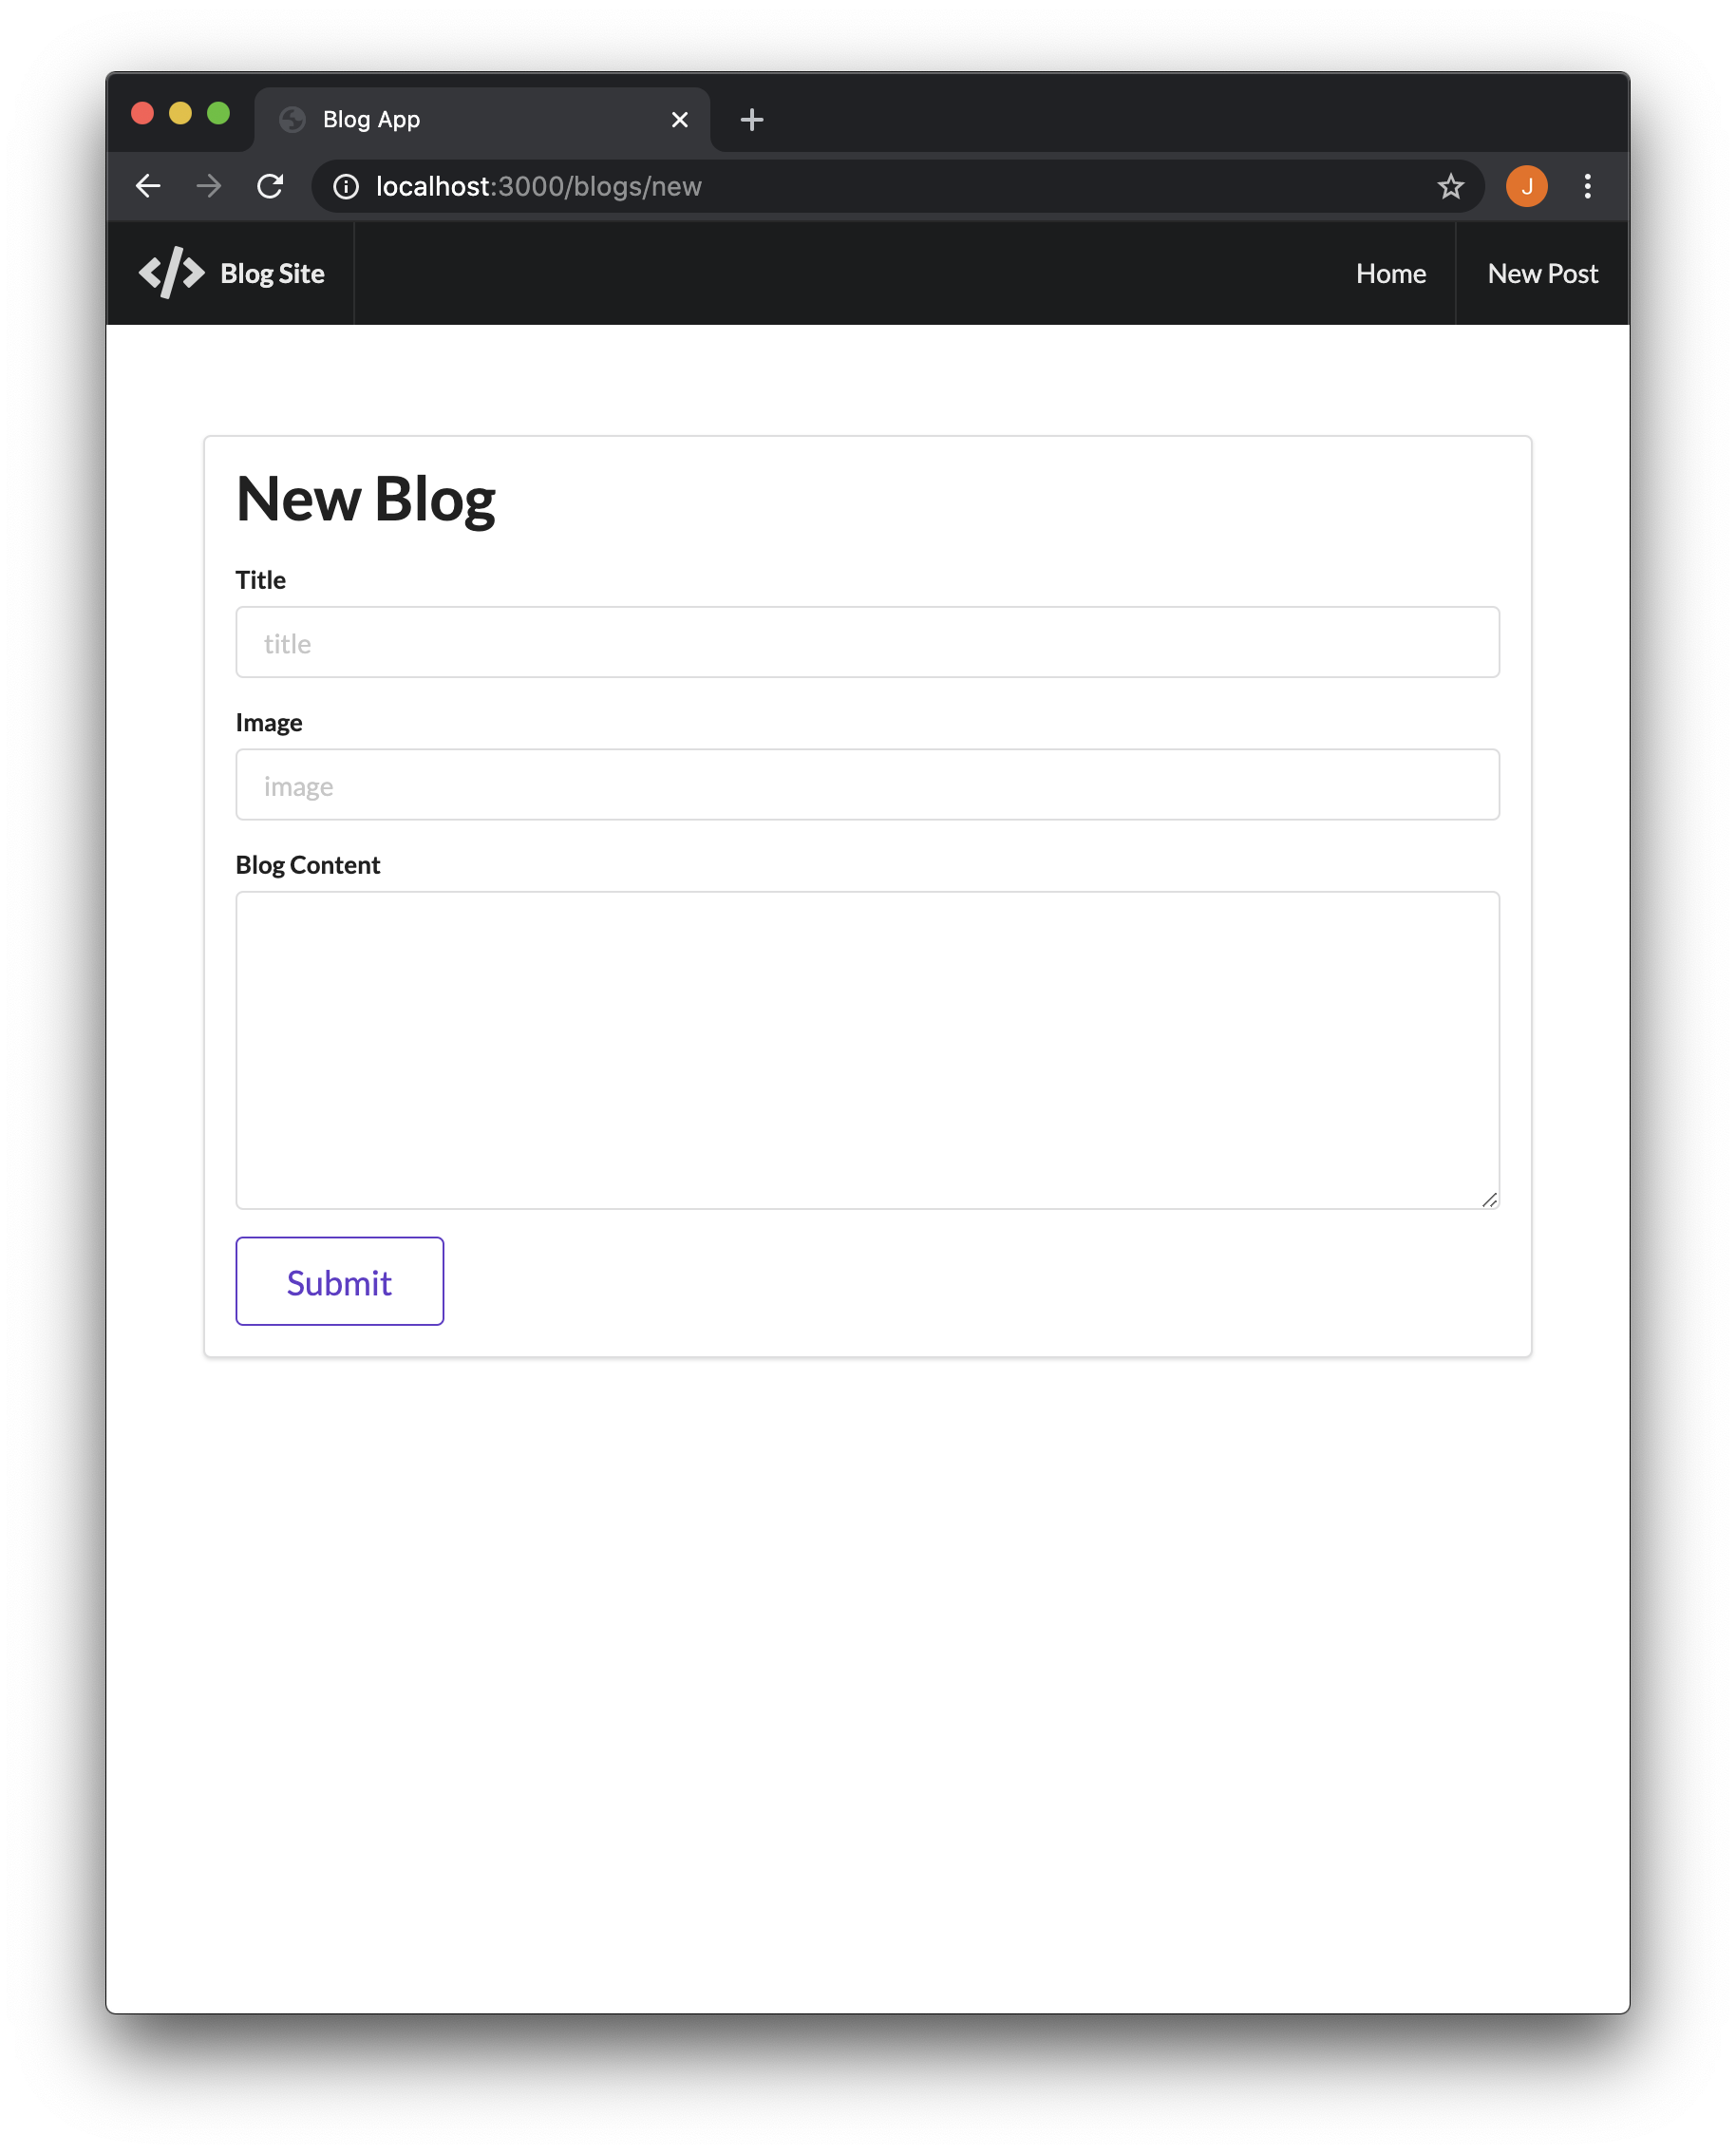 Blog App
localhost:3000/blogs/new
J
</> Blog Site
Home
New Post
New Blog
Title
title
Image
image
Blog Content
Submit